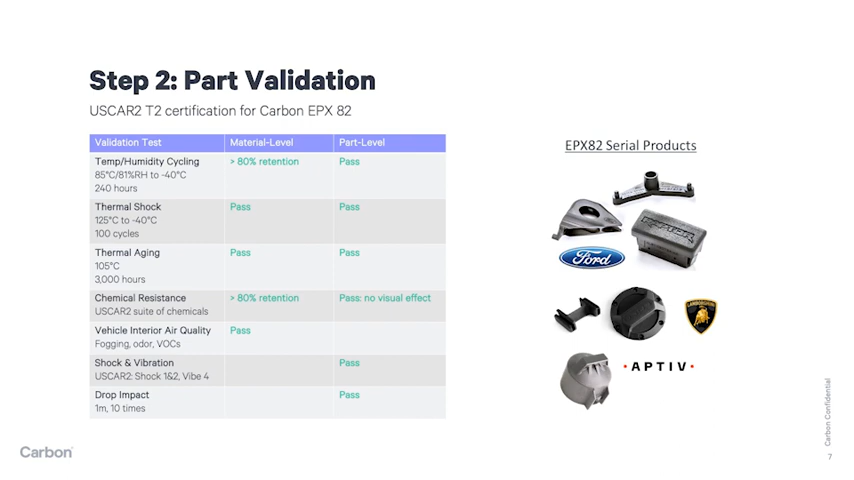 Step 2: Part Validation
USCAR2 T2 certification for Carbon EPX 82
Validation Test Material-Level Part-Level
Temp/Humidity Cycling > 80% retention Pass
85°C/81%RH to -40°C
240 hours
Thermal Shock Pass Pass
125°C to -40°C
100 cycles
Thermal Aging Pass Pass
105°C
3,000 hours
Chemical Resistance > 80% retention Pass: no visual effect
USCAR2 suite of chemicals
Vehicle Interior Air Quality Pass
Fogging, odor, VOCs
Shock & Vibration Pass
USCAR2: Shock 1&2, Vibe 4
Drop Impact Pass
1m, 10 times
EPX82 Serial Products
RAPTOR
Ford
LAMBORGHINI
• APTIV •
Carbon
Carbon Confidential
7